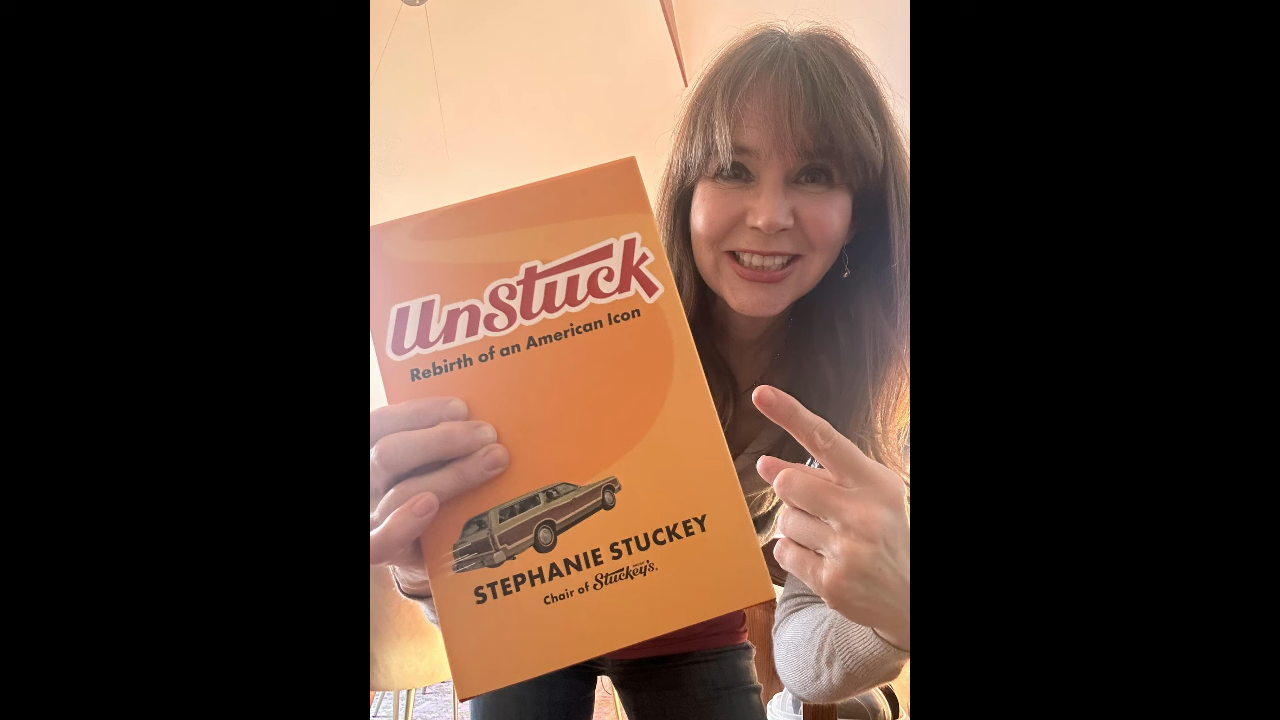 UnStuck
Rebirth of an American Icon
STEPHANIE STUCKEY
Chair of Stuckey's.